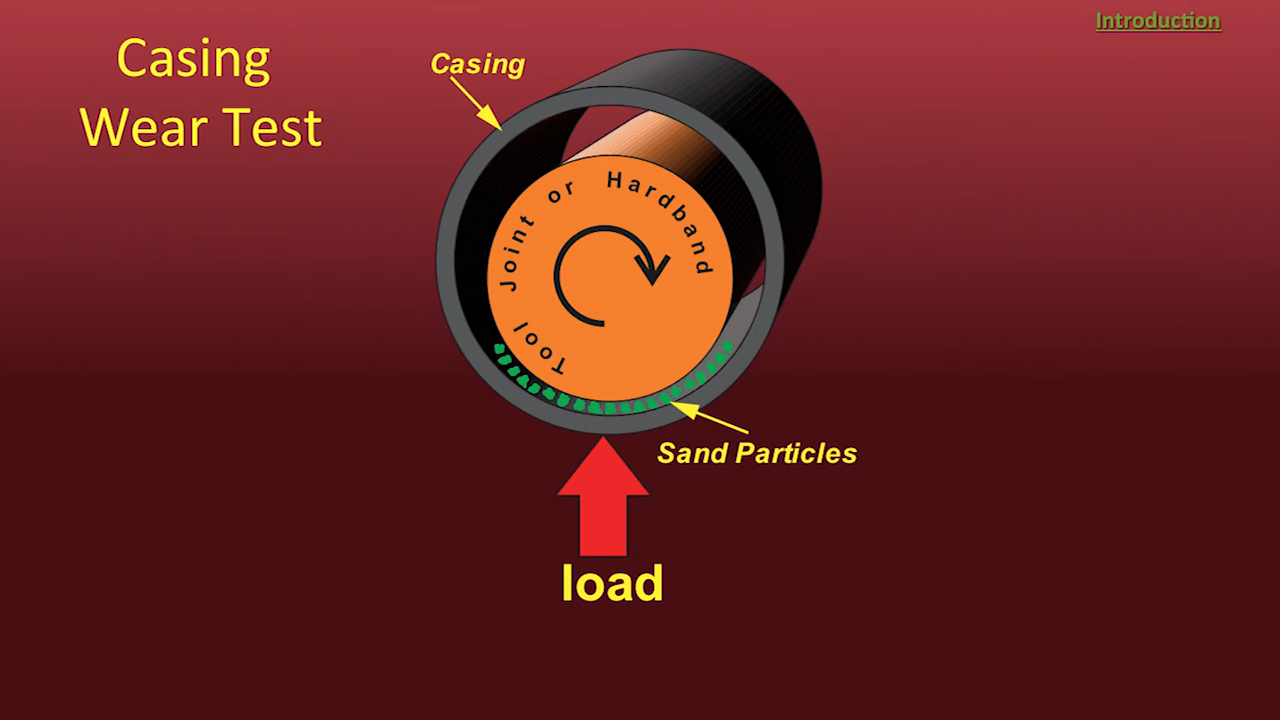 Introduction
Casing
Wear Test
Casing
Tool Joint or Hardband
Sand Particles
load